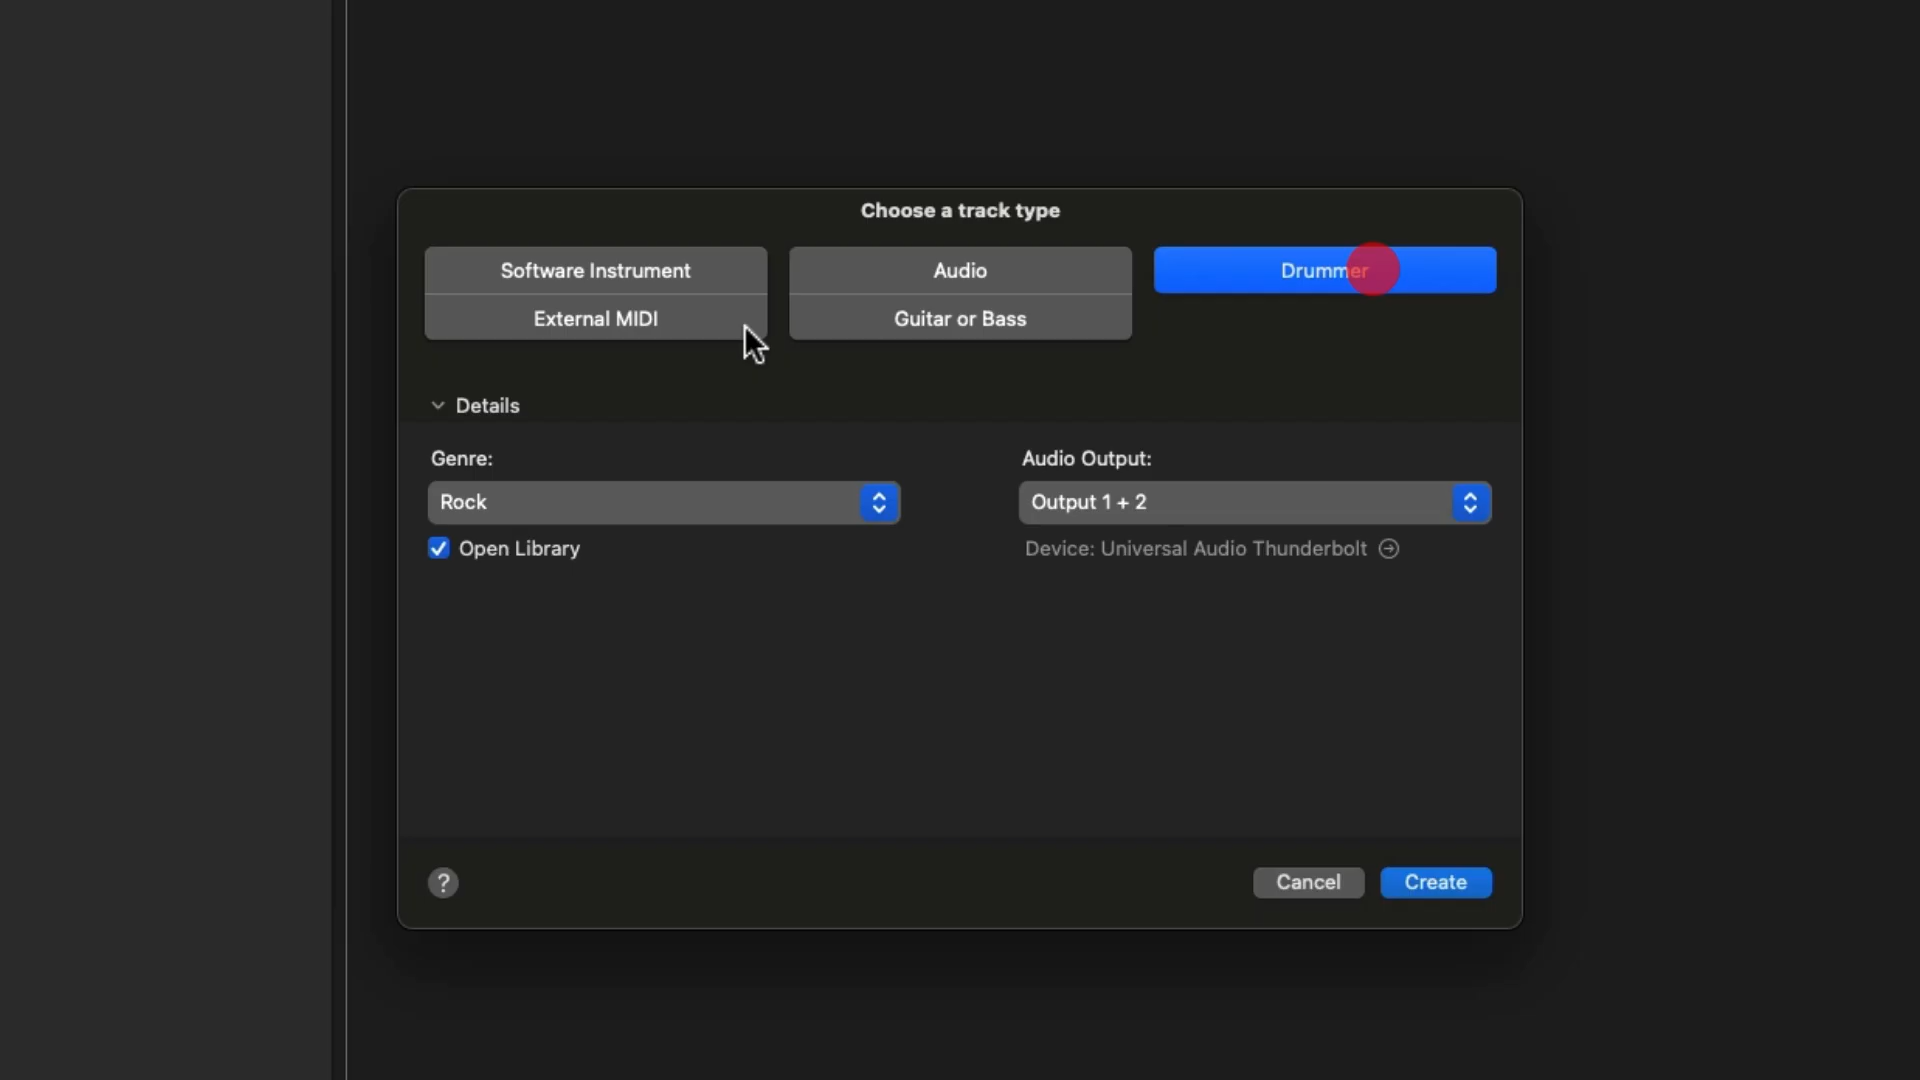 Choose a track type
Software Instrument
Audio
Drummer
External MIDI
Guitar or Bass
Details
Genre:
Audio Output:
Rock
Output 1 + 2
Open Library
Device: Universal Audio Thunderbolt
?
Cancel
Create